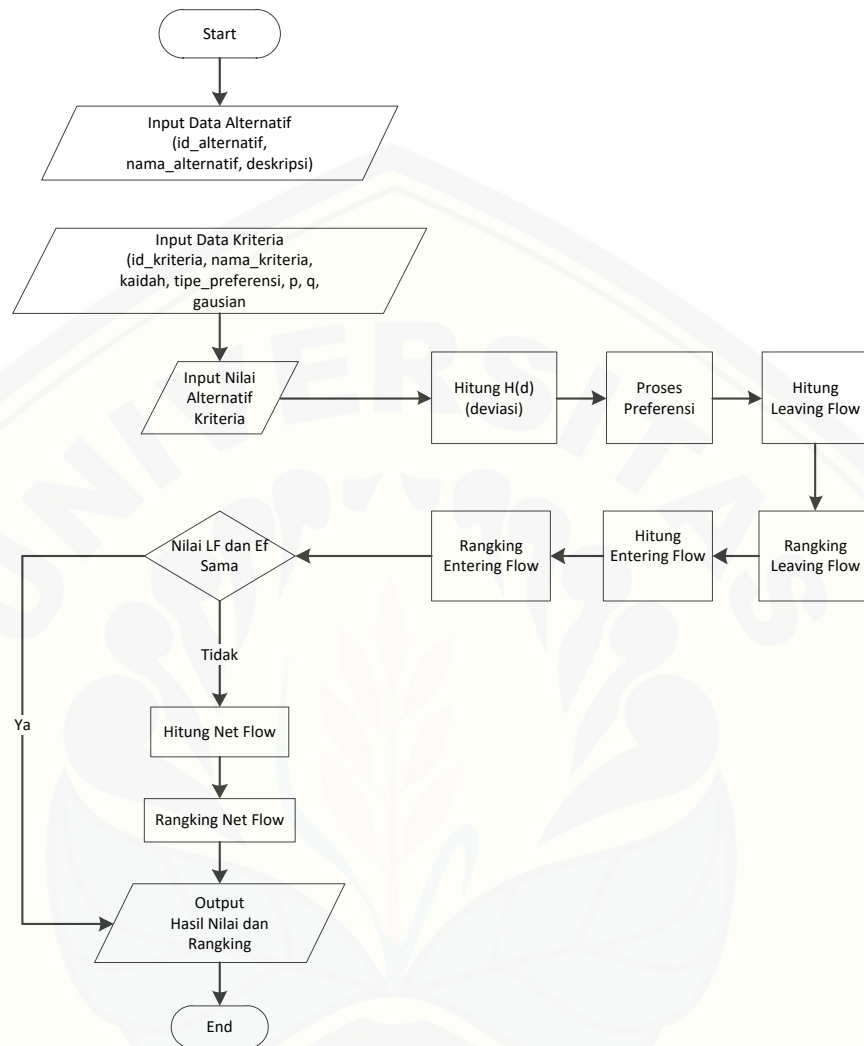 Start
Input Data Alternatif
(id_alternatif,
nama_alternatif, deskripsi)
Input Data Kriteria
(id_kriteria, nama_kriteria,
kaidah, tipe_preferensi, p, q,
gausian
Input Nilai
Alternatif
Kriteria
Hitung H(d)
(deviasi)
Proses
Preferensi
Hitung
Leaving Flow
Rangking
Leaving Flow
Hitung
Entering Flow
Rangking
Entering Flow
Nilai LF dan Ef
Sama
Tidak
Ya
Hitung Net Flow
Rangking Net Flow
Output
Hasil Nilai dan
Rangking
End
UNIVERSITAS